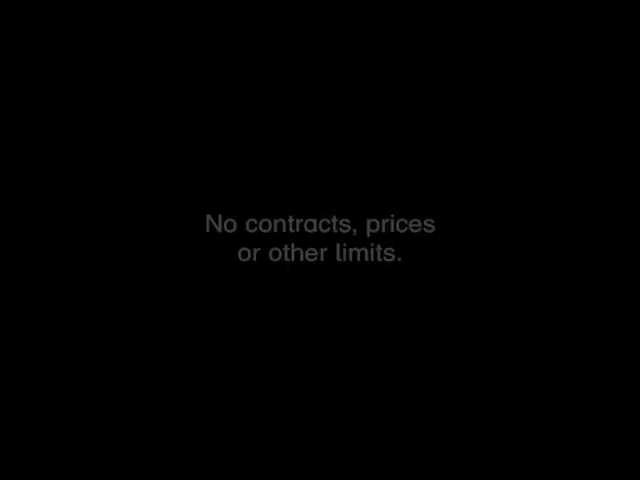 No contracts, prices
or other limits.